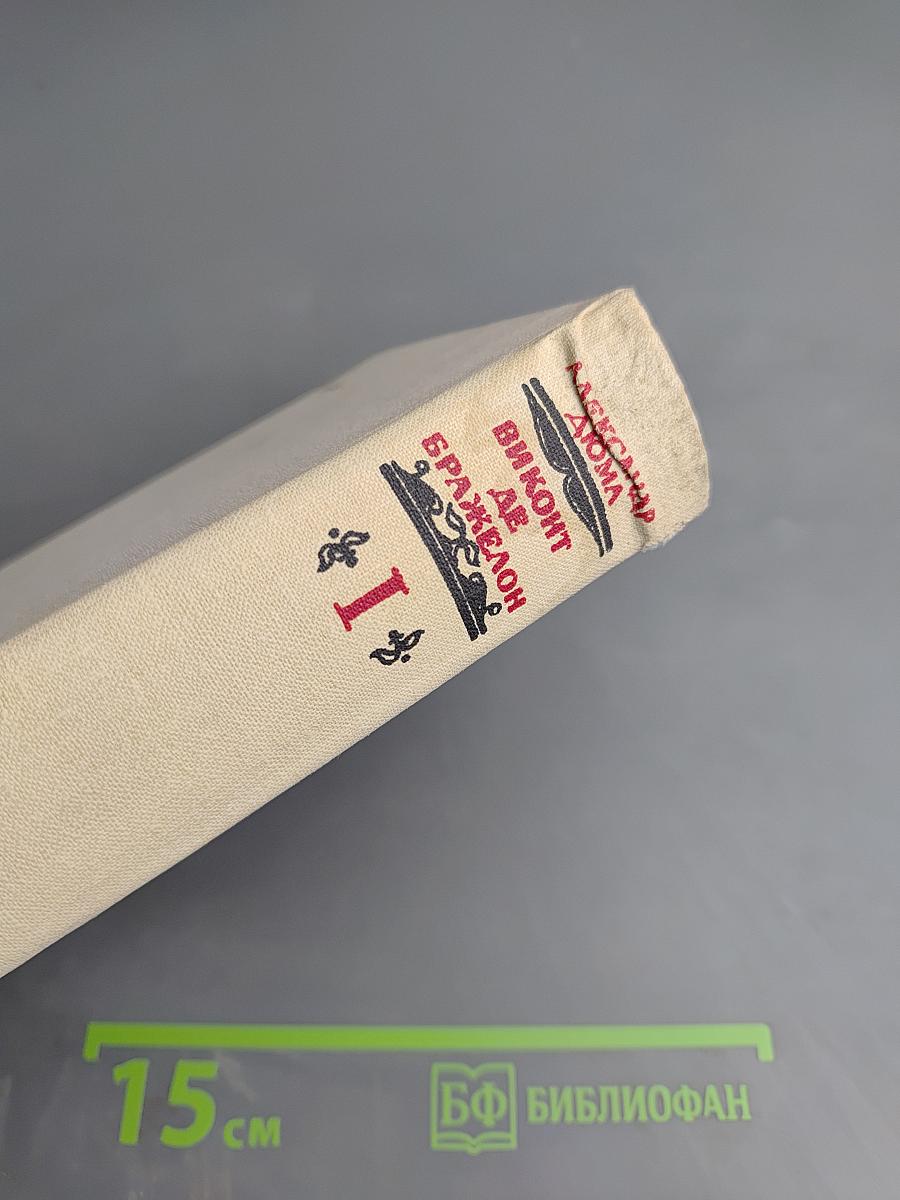 АЛЕКСАНДР
ДЮМА
ВИКОНТ
ДЕ
БРАЖЕЛОН
I
15 см
БФ БИБЛИОФАН